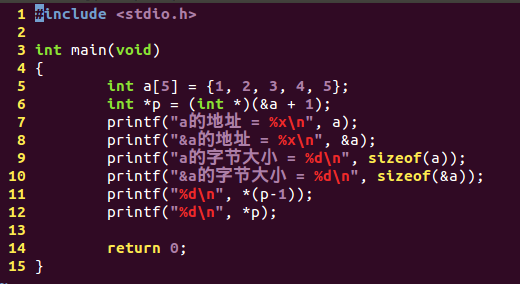 1 #include <stdio.h>
2
3 int main(void)
4 {
5         int a[5] = {1, 2, 3, 4, 5};
6         int *p = (int *)(&a + 1);
7         printf("a的地址 = %x\n", a);
8         printf("&a的地址 = %x\n", &a);
9         printf("a的字节大小 = %d\n", sizeof(a));
10         printf("&a的字节大小 = %d\n", sizeof(&a));
11         printf("%d\n", *(p-1));
12         printf("%d\n", *p);
13
14         return 0;
15 }